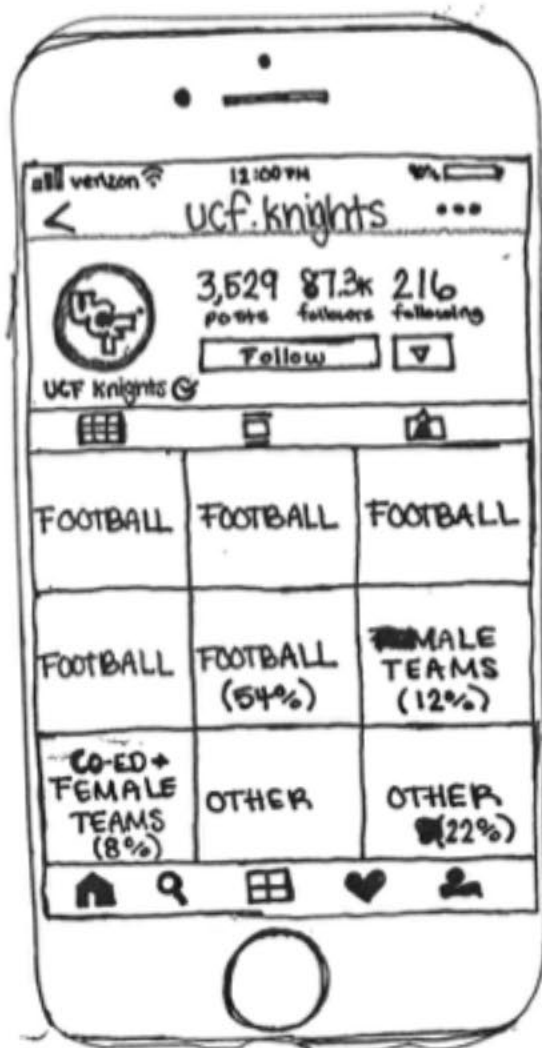 verizon 12:00 PM
ucf.knights
3,529 87.3K 216
posts followers following
Follow
UCF Knights
FOOTBALL FOOTBALL FOOTBALL
FOOTBALL FOOTBALL
(54%)
MALE
TEAMS
(12%)
CO-ED +
FEMALE
TEAMS
(8%)
OTHER
OTHER
(22%)